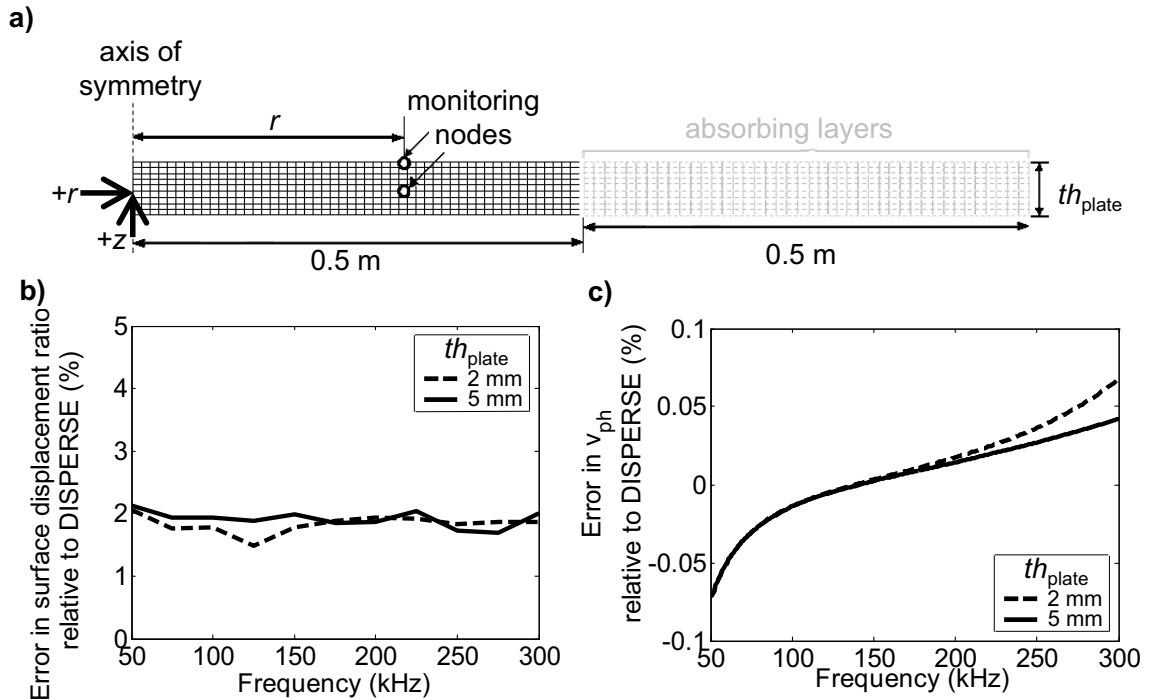 a)
axis of
symmetry
monitoring
nodes
r
absorbing layers
+r
+z
th_plate
0.5 m
0.5 m
b)
Error in surface displacement ratio
relative to DISPERSE (%)
5
4
3
2
1
0
50
100
150
200
250
300
Frequency (kHz)
th_plate
2 mm
5 mm
c)
Error in v_ph
relative to DISPERSE (%)
0.1
0.05
0
-0.05
-0.1
50
100
150
200
250
300
Frequency (kHz)
th_plate
2 mm
5 mm